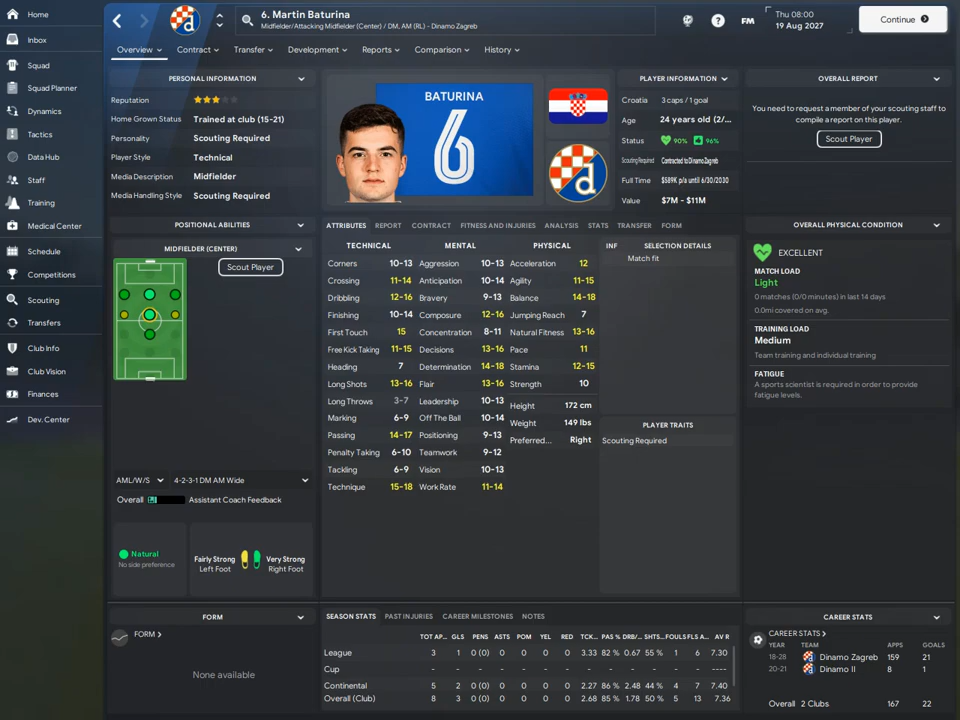 Home
Inbox
Squad
Squad Planner
Dynamics
Tactics
Data Hub
Staff
Training
Medical Center
Schedule
Competitions
Scouting
Transfers
Club Info
Club Vision
Finances
Dev. Center
6. Martin Baturina
Midfielder/Attacking Midfielder (Center) / DM, AM (RL) - Dinamo Zagreb
? FM
Thu 08:00
19 Aug 2027
Continue
Overview Contract Transfer Development Reports Comparison History
PERSONAL INFORMATION
Reputation
Home Grown Status Trained at club (15-21)
Personality Scouting Required
Player Style Technical
Media Description Midfielder
Media Handling Style Scouting Required
BATURINA
6
PLAYER INFORMATION
Croatia 3 caps / 1 goal
Age 24 years old (2/...
Status 90% 96%
Scouting Required Contracted to Dinamo Zagreb
Full Time $589K p/a until 6/30/2030
Value $7M - $11M
OVERALL REPORT
You need to request a member of your scouting staff to
compile a report on this player.
Scout Player
POSITIONAL ABILITIES
MIDFIELDER (CENTER)
Scout Player
AML/W/S 4-2-3-1 DM AM Wide
Overall Assistant Coach Feedback
Natural
No side preference
Fairly Strong
Left Foot
Very Strong
Right Foot
ATTRIBUTES REPORT CONTRACT FITNESS AND INJURIES ANALYSIS STATS TRANSFER FORM
TECHNICAL MENTAL PHYSICAL
Corners 10-13 Aggression 10-13 Acceleration 12
Crossing 11-14 Anticipation 10-14 Agility 11-15
Dribbling 12-16 Bravery 9-13 Balance 14-18
Finishing 10-14 Composure 12-16 Jumping Reach 7
First Touch 15 Concentration 8-11 Natural Fitness 13-16
Free Kick Taking 11-15 Decisions 13-16 Pace 11
Heading 7 Determination 14-18 Stamina 12-15
Long Shots 13-16 Flair 13-16 Strength 10
Long Throws 3-7 Leadership 10-13
Marking 6-9 Off The Ball 10-14
Passing 14-17 Positioning 9-13
Penalty Taking 6-10 Teamwork 9-12
Tackling 6-9 Vision 10-13
Technique 15-18 Work Rate 11-14
Height 172 cm
Weight 149 lbs
Preferred... Right
INF SELECTION DETAILS
Match fit
PLAYER TRAITS
Scouting Required
OVERALL PHYSICAL CONDITION
EXCELLENT
MATCH LOAD
Light
0 matches (0/0 minutes) in last 14 days
0.0mi covered on avg.
TRAINING LOAD
Medium
Team training and individual training
FATIGUE
A sports scientist is required in order to provide
fatigue levels.
FORM
FORM
None available
SEASON STATS PAST INJURIES CAREER MILESTONES NOTES
TOT AP... GLS PENS ASTS POM YEL RED TCK... PAS % DRB/... SHTS... FOULS FLS A... AV R
League 3 1 0 (0) 0 0 0 0 3.33 82 % 0.67 55 % 1 6 7.30
Cup - - - (-) - - - - - - - - - - ----
Continental 5 2 0 (0) 0 0 0 0 2.27 86 % 2.48 44 % 4 7 7.40
Overall (Club) 8 3 0 (0) 0 0 0 0 2.68 85 % 1.78 50 % 5 13 7.36
CAREER STATS
CAREER STATS
YEAR TEAM APPS GOALS
18-28 Dinamo Zagreb 159 21
20-21 Dinamo II 8 1
Overall 2 Clubs 167 22